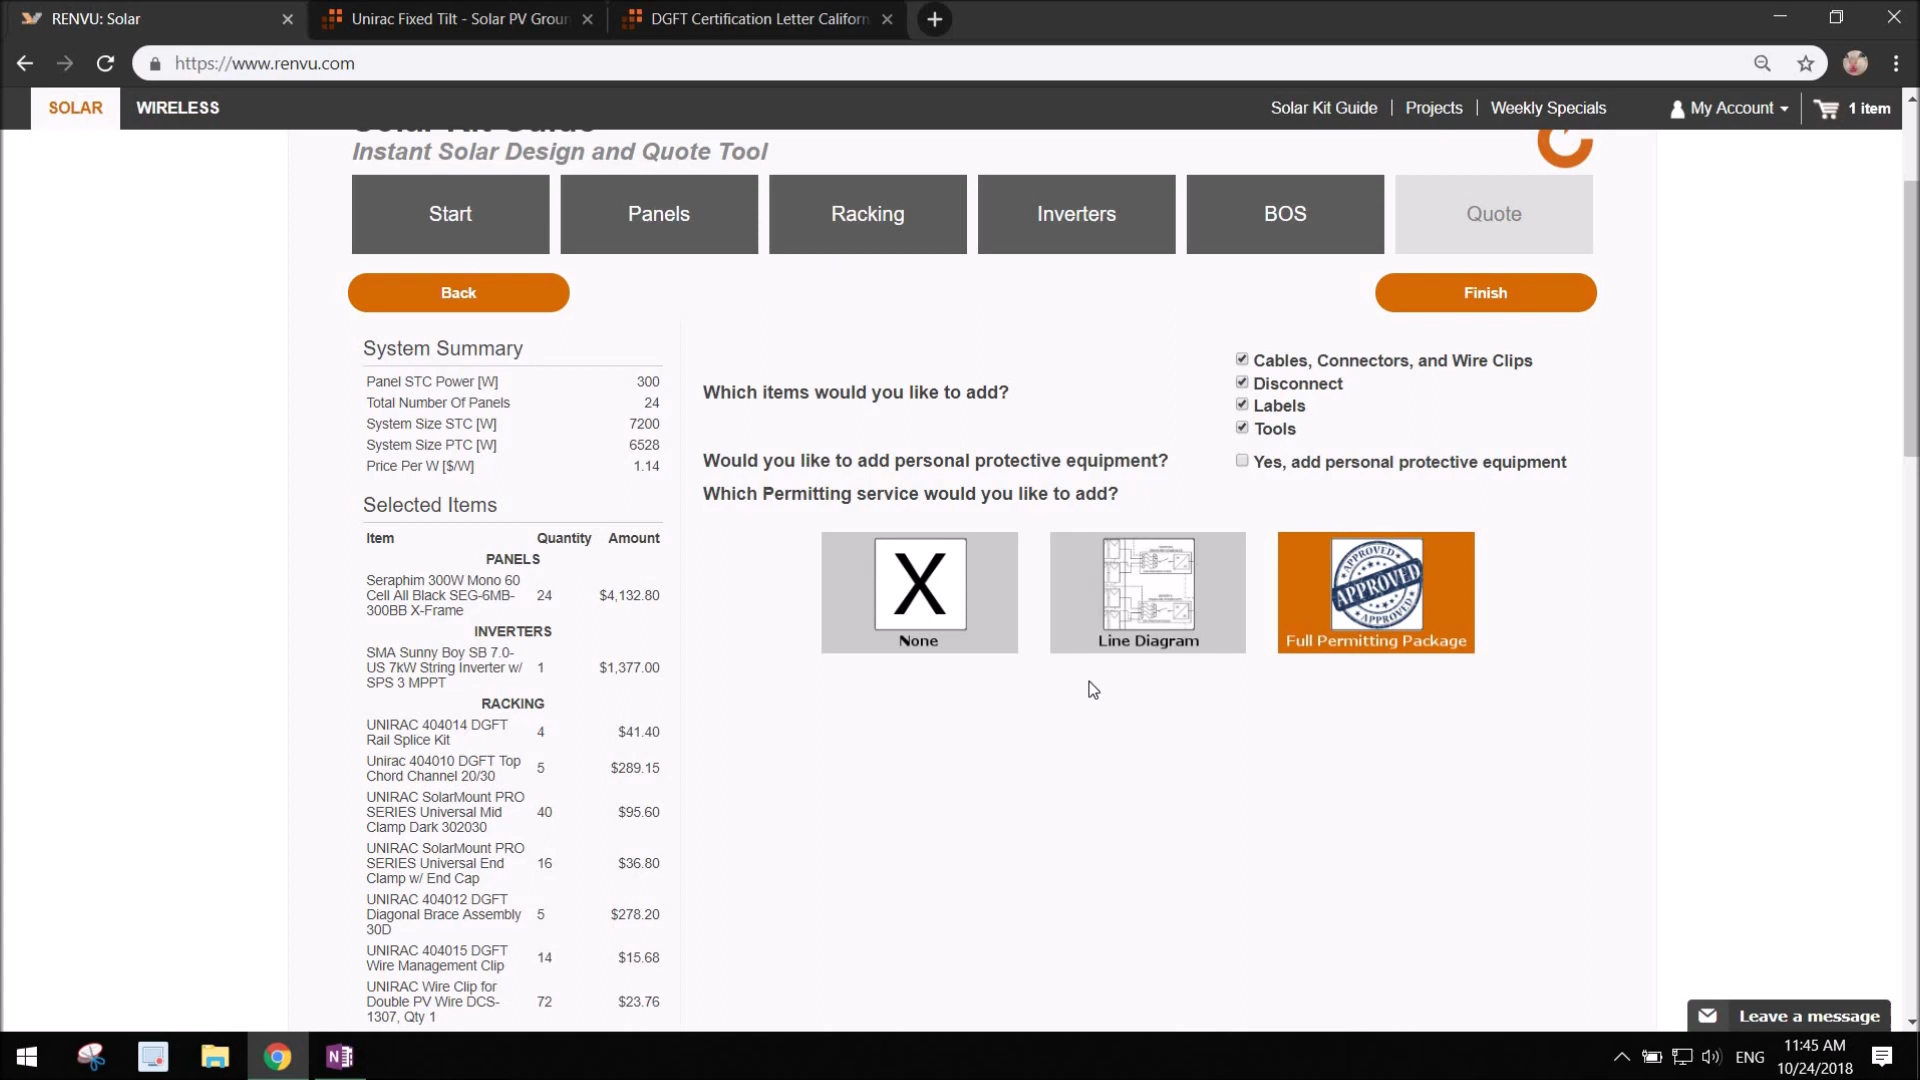 RENVU: Solar
Unirac Fixed Tilt - Solar PV Groun
DGFT Certification Letter Californ
https://www.renvu.com
SOLAR WIRELESS
Solar Kit Guide | Projects | Weekly Specials My Account 1 item
Solar Kit Guide
Instant Solar Design and Quote Tool
Start Panels Racking Inverters BOS Quote
Back Finish
System Summary
Panel STC Power [W] 300
Total Number Of Panels 24
System Size STC [W] 7200
System Size PTC [W] 6528
Price Per W [$/W] 1.14
Selected Items
Item Quantity Amount
PANELS
Seraphim 300W Mono 60
Cell All Black SEG-6MB- 24 $4,132.80
300BB X-Frame
INVERTERS
SMA Sunny Boy SB 7.0-
US 7kW String Inverter w/ 1 $1,377.00
SPS 3 MPPT
RACKING
UNIRAC 404014 DGFT
Rail Splice Kit 4 $41.40
Unirac 404010 DGFT Top
Chord Channel 20/30 5 $289.15
UNIRAC SolarMount PRO
SERIES Universal Mid 40 $95.60
Clamp Dark 302030
UNIRAC SolarMount PRO
SERIES Universal End 16 $36.80
Clamp w/ End Cap
UNIRAC 404012 DGFT
Diagonal Brace Assembly 5 $278.20
30D
UNIRAC 404015 DGFT
Wire Management Clip 14 $15.68
UNIRAC Wire Clip for
Double PV Wire DCS- 72 $23.76
1307, Qty 1
Which items would you like to add?
Cables, Connectors, and Wire Clips
Disconnect
Labels
Tools
Would you like to add personal protective equipment?
Yes, add personal protective equipment
Which Permitting service would you like to add?
X
None
Line Diagram
APPROVED
APPROVED
APPROVED
Full Permitting Package
Leave a message
ENG
11:45 AM
10/24/2018